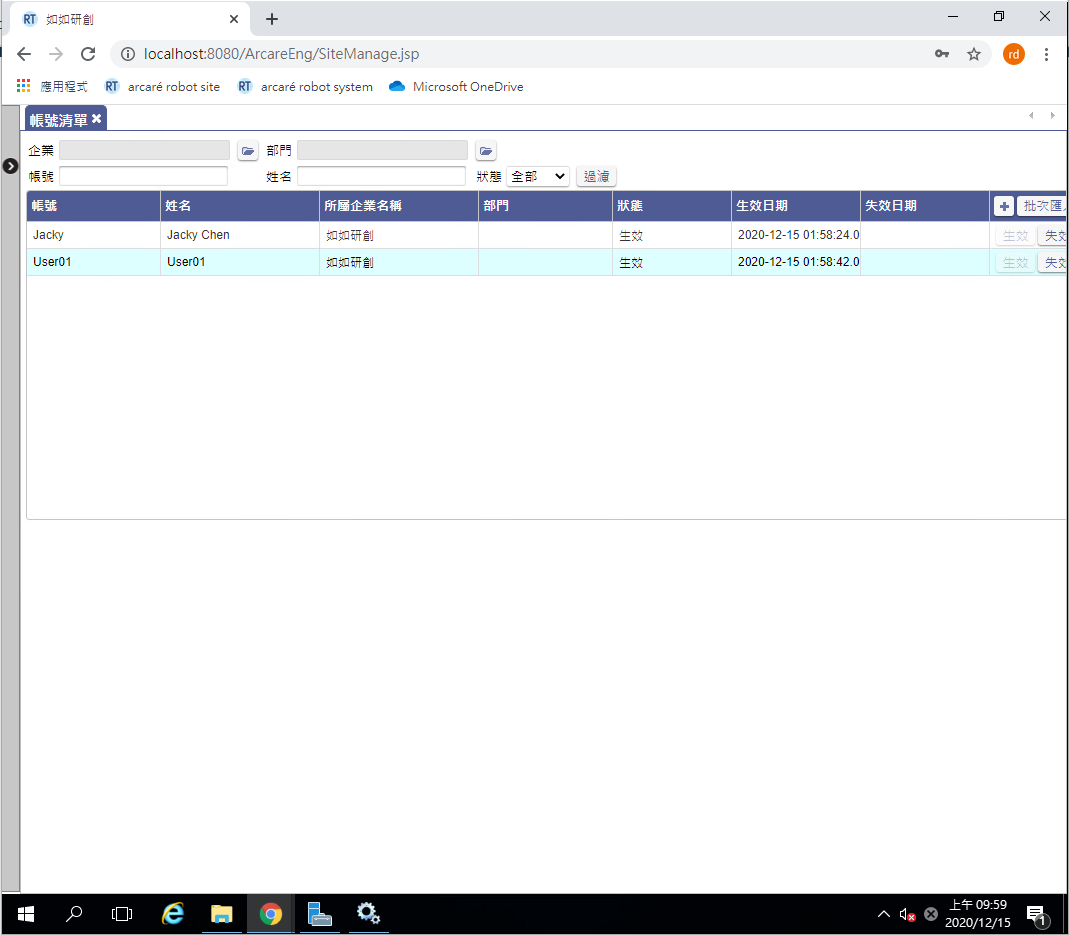 RT 如如研創
localhost:8080/ArcareEng/SiteManage.jsp
rd
應用程式 RT arcaré robot site RT arcaré robot system Microsoft OneDrive
帳號清單
企業 部門
帳號 姓名 狀態 全部 過濾
帳號 姓名 所屬企業名稱 部門 狀態 生效日期 失效日期 批次匯
Jacky Jacky Chen 如如研創 生效 2020-12-15 01:58:24.0 生效 失效
User01 User01 如如研創 生效 2020-12-15 01:58:42.0 生效 失效
上午 09:59
2020/12/15
1